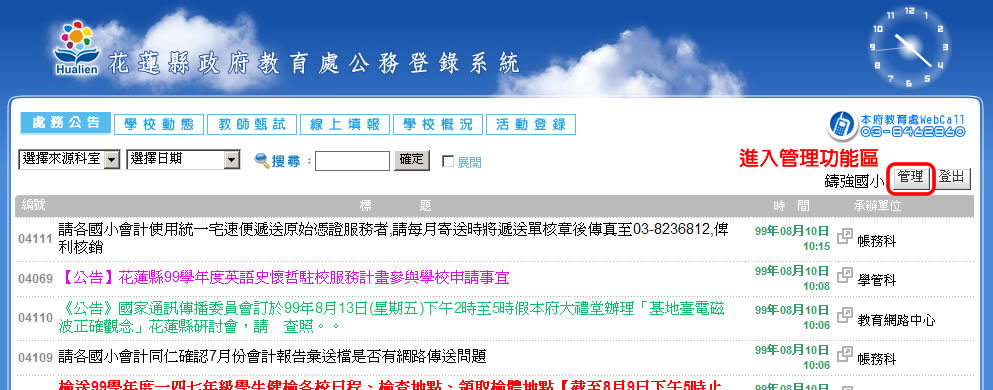 Hualien
花蓮縣政府教育處公務登錄系統
12
11 1
10 2
9 3
8 4
7 5
6
處務公告 學校動態 教師甄試 線上填報 學校概況 活動登錄
本府教育處WebCall
03-8462860
選擇來源科室 選擇日期 搜尋: 確定 展開
進入管理功能區
鑄強國小 管理 登出
編號 標 題 時 間 承辦單位
04111 請各國小會計使用統一宅速便遞送原始憑證服務者,請每月寄送時將遞送單核章後傳真至03-8236812,俾
利核銷
99年08月10日
10:15
帳務科
04069 【公告】花蓮縣99學年度英語史懷哲駐校服務計畫參與學校申請事宜
99年08月10日
10:08
學管科
04110 《公告》國家通訊傳播委員會訂於99年8月13日(星期五)下午2時至5時假本府大禮堂辦理「基地臺電磁
波正確觀念」花蓮縣研討會，請 查照。。
99年08月10日
10:06
教育網路中心
04109 請各國小會計同仁確認7月份會計報告彙送檔是否有網路傳送問題
99年08月10日
10:06
帳務科
檢送99學年度一四七年級學生健檢各校日程、檢查地點、領取檢體地點【截至8月9日下午5時止
99年08月10日